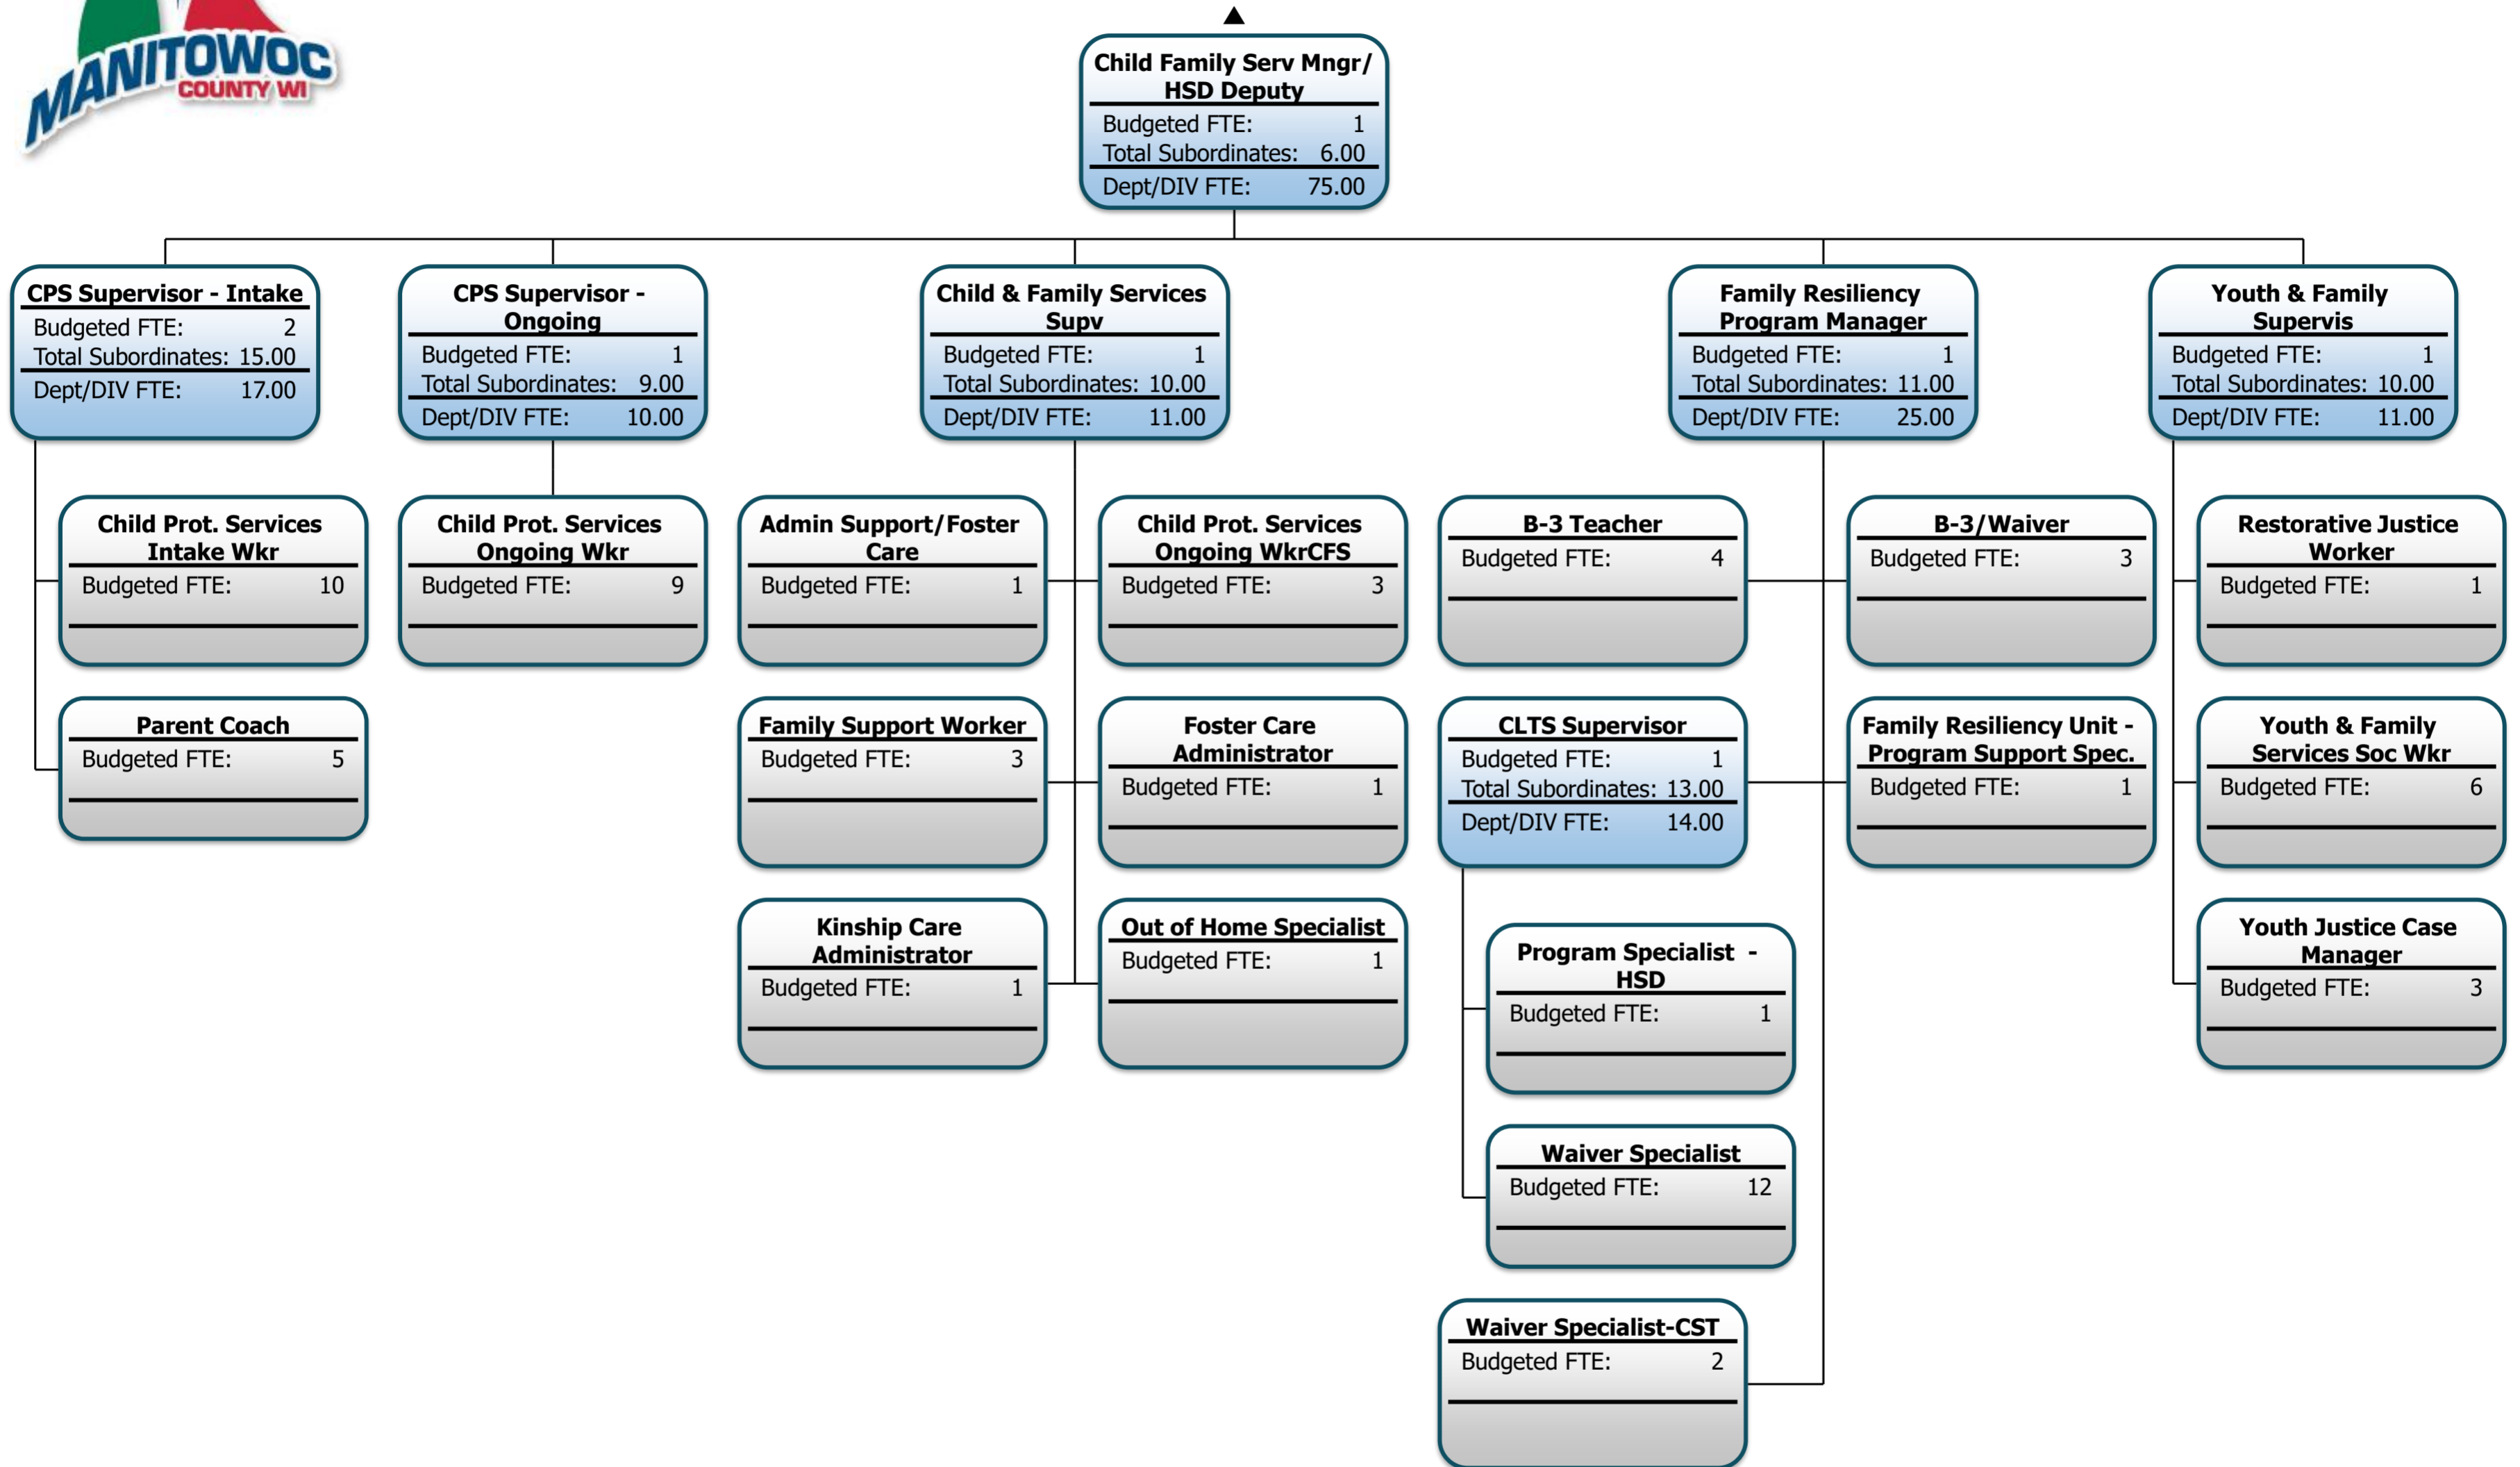 MANITOWOC
COUNTY WI
Child Family Serv Mngr/
HSD Deputy
Budgeted FTE: 1
Total Subordinates: 6.00
Dept/DIV FTE: 75.00
CPS Supervisor - Intake
Budgeted FTE: 2
Total Subordinates: 15.00
Dept/DIV FTE: 17.00
CPS Supervisor -
Ongoing
Budgeted FTE: 1
Total Subordinates: 9.00
Dept/DIV FTE: 10.00
Child & Family Services
Supv
Budgeted FTE: 1
Total Subordinates: 10.00
Dept/DIV FTE: 11.00
Family Resiliency
Program Manager
Budgeted FTE: 1
Total Subordinates: 11.00
Dept/DIV FTE: 25.00
Youth & Family
Supervis
Budgeted FTE: 1
Total Subordinates: 10.00
Dept/DIV FTE: 11.00
Child Prot. Services
Intake Wkr
Budgeted FTE: 10
Child Prot. Services
Ongoing Wkr
Budgeted FTE: 9
Admin Support/Foster
Care
Budgeted FTE: 1
Child Prot. Services
Ongoing WkrCFS
Budgeted FTE: 3
B-3 Teacher
Budgeted FTE: 4
B-3/Waiver
Budgeted FTE: 3
Restorative Justice
Worker
Budgeted FTE: 1
Parent Coach
Budgeted FTE: 5
Family Support Worker
Budgeted FTE: 3
Foster Care
Administrator
Budgeted FTE: 1
CLTS Supervisor
Budgeted FTE: 1
Total Subordinates: 13.00
Dept/DIV FTE: 14.00
Family Resiliency Unit -
Program Support Spec.
Budgeted FTE: 1
Youth & Family
Services Soc Wkr
Budgeted FTE: 6
Kinship Care
Administrator
Budgeted FTE: 1
Out of Home Specialist
Budgeted FTE: 1
Program Specialist  -
HSD
Budgeted FTE: 1
Youth Justice Case
Manager
Budgeted FTE: 3
Waiver Specialist
Budgeted FTE: 12
Waiver Specialist-CST
Budgeted FTE: 2